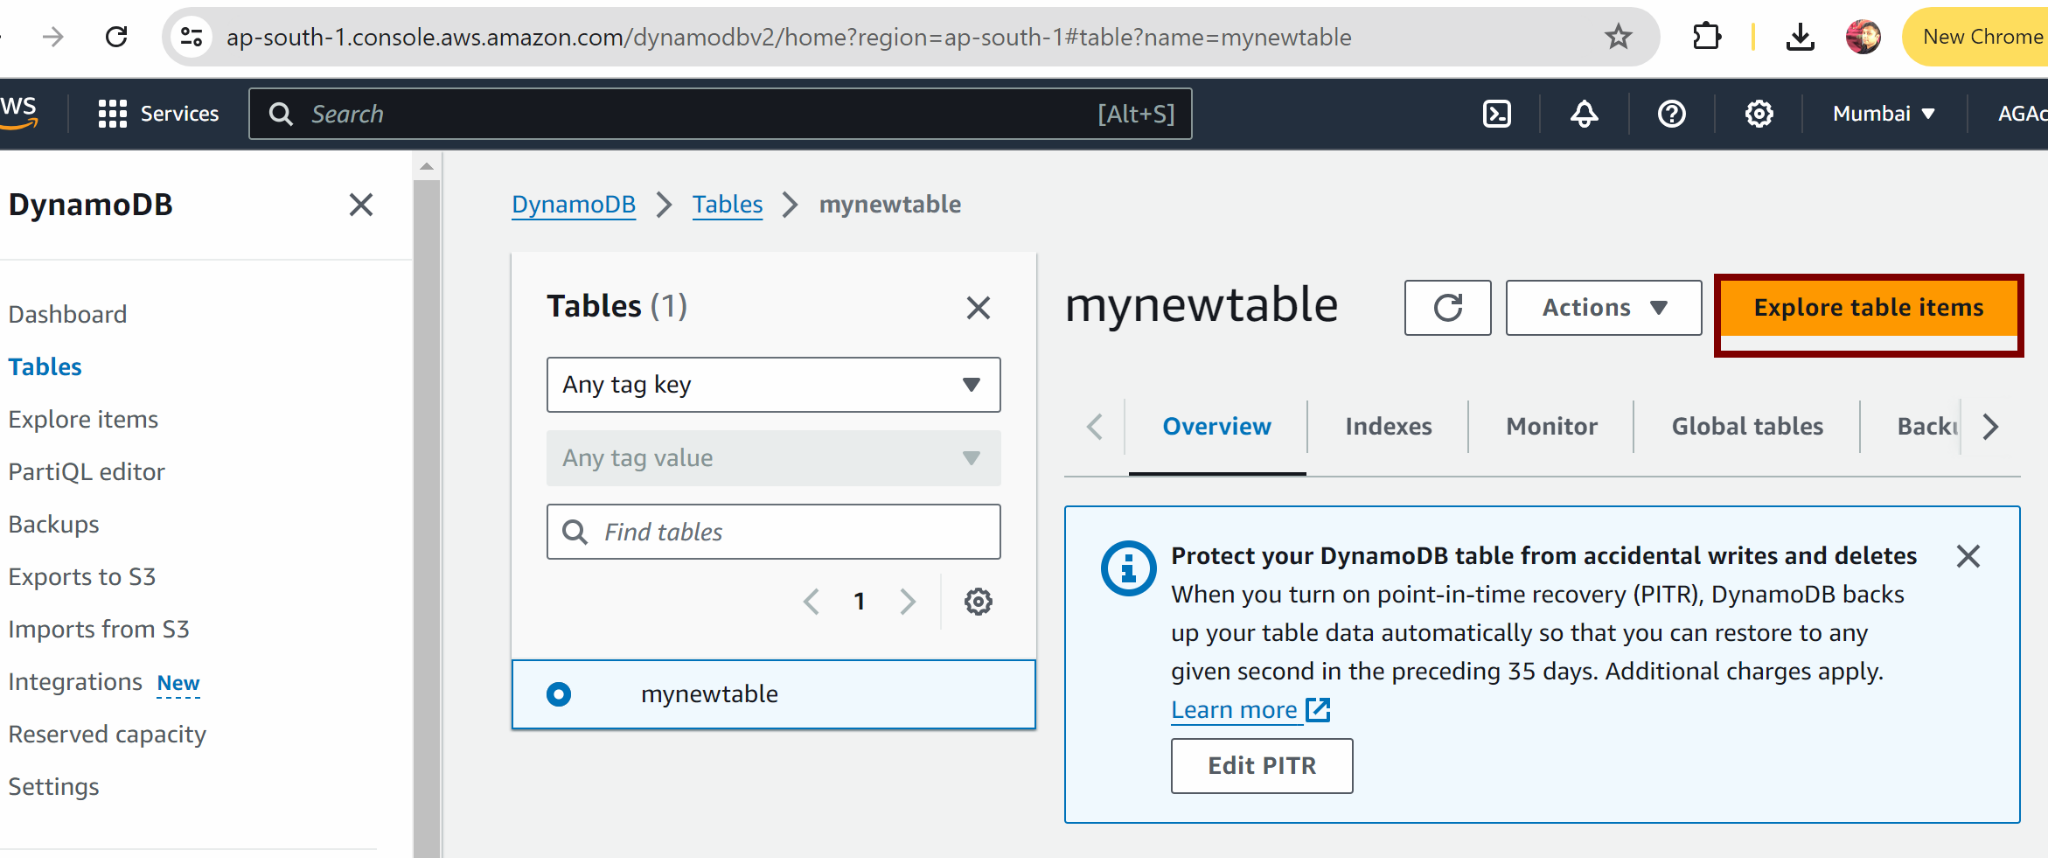 ap-south-1.console.aws.amazon.com/dynamodbv2/home?region=ap-south-1#table?name=mynewtable
New Chrome
Services
Search
[Alt+S]
Mumbai
DynamoDB
Dashboard
Tables
Explore items
PartiQL editor
Backups
Exports to S3
Imports from S3
Integrations New
Reserved capacity
Settings
DynamoDB
Tables
mynewtable
Tables (1)
Any tag key
Any tag value
Find tables
1
mynewtable
mynewtable
Actions
Explore table items
Overview
Indexes
Monitor
Global tables
Protect your DynamoDB table from accidental writes and deletes
When you turn on point-in-time recovery (PITR), DynamoDB backs
up your table data automatically so that you can restore to any
given second in the preceding 35 days. Additional charges apply.
Learn more
Edit PITR